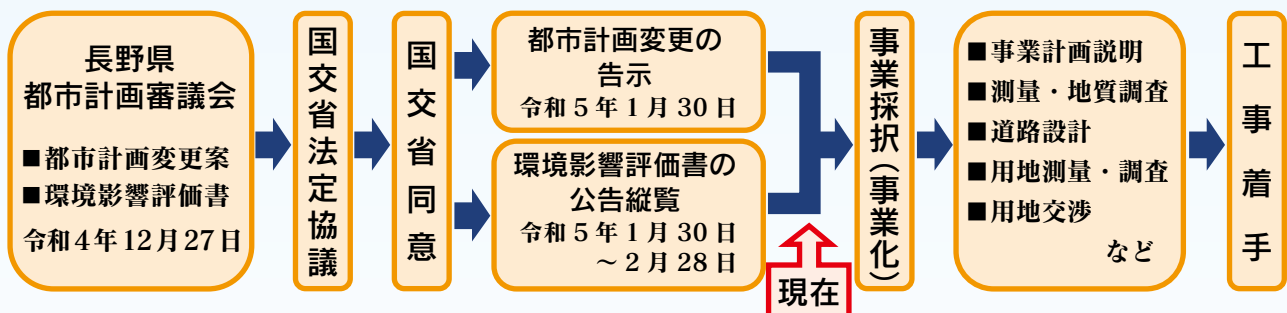 長野県
都市計画審議会
■都市計画変更案
■環境影響評価書
令和4年12月27日
国交省法定協議
国交省同意
都市計画変更の
告示
令和5年1月30日
環境影響評価書の
公告縦覧
令和5年1月30日
～2月28日
現在
事業採択（事業化）
■事業計画説明
■測量・地質調査
■道路設計
■用地測量・調査
■用地交渉
など
工事着手